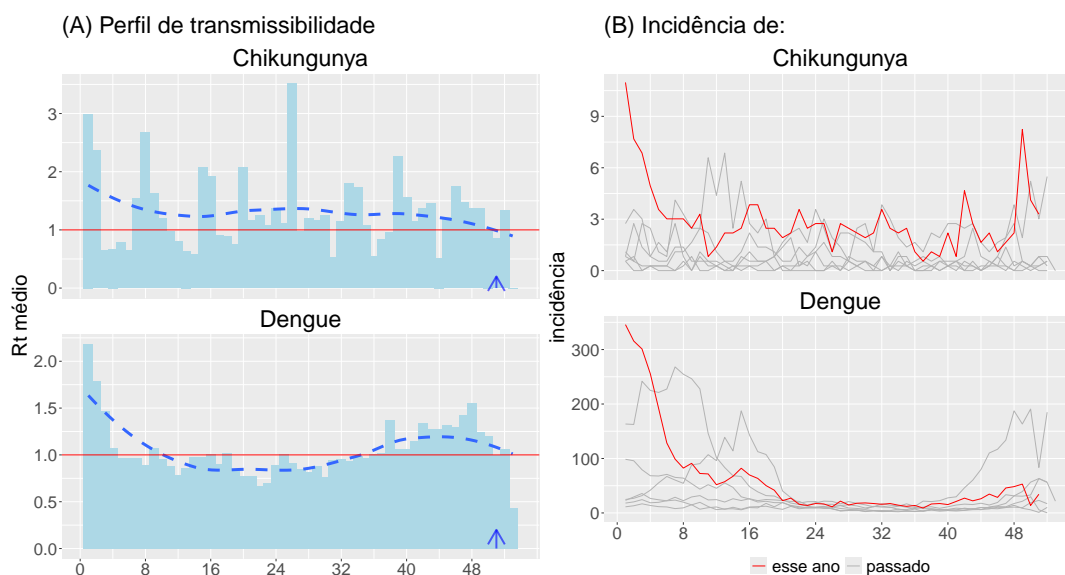 (A) Perfil de transmissibilidade
Chikungunya
3
2
1
0
Dengue
2.0
1.5
1.0
0.5
0.0
Rt médio
0 8 16 24 32 40 48
(B) Incidência de:
Chikungunya
9
6
3
0
Dengue
300
200
100
0
incidência
0 8 16 24 32 40 48
esse ano passado